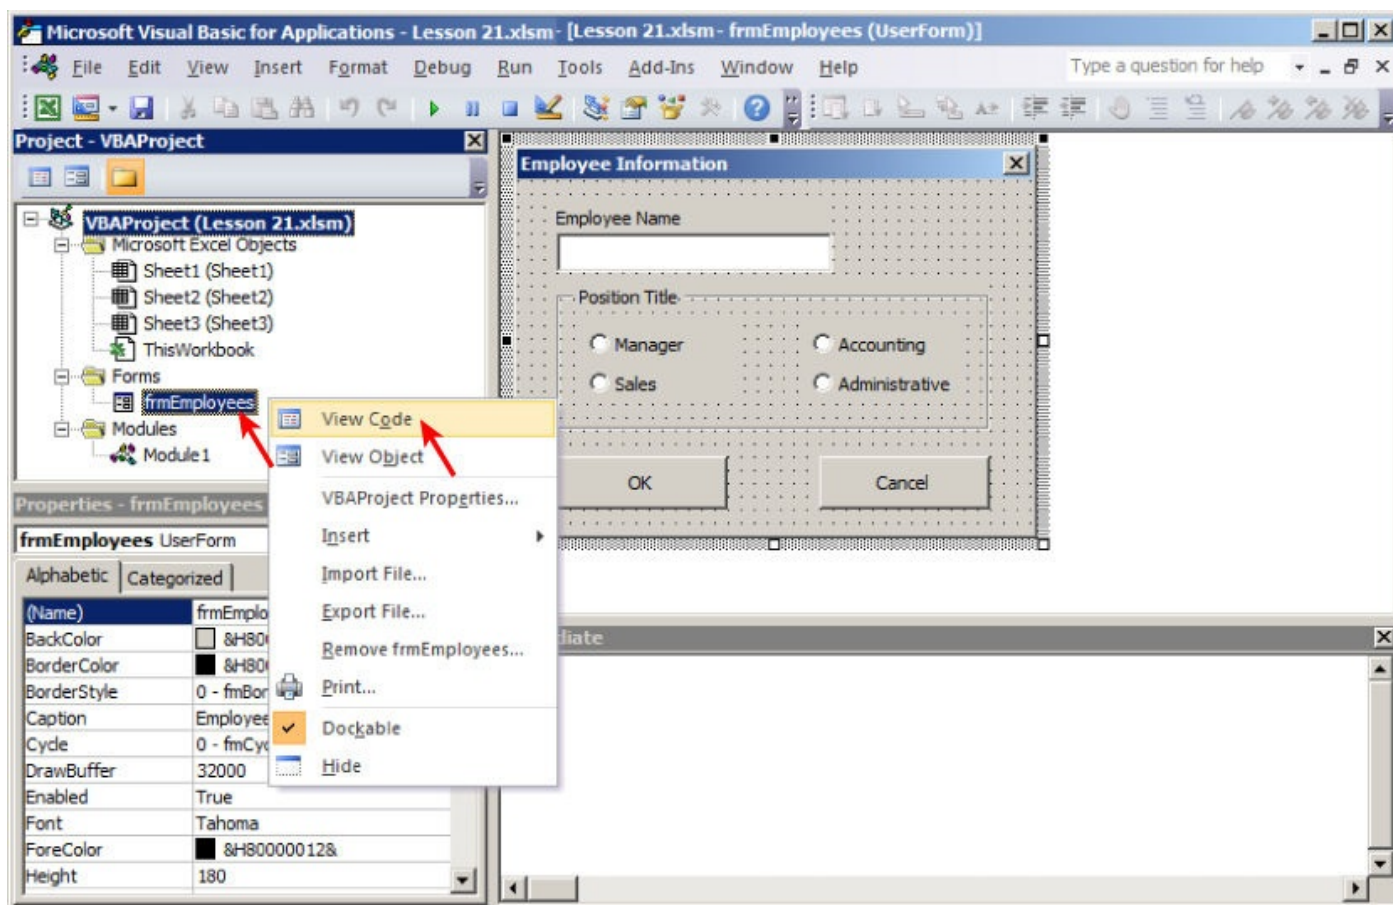 Microsoft Visual Basic for Applications - Lesson 21.xlsm - [Lesson 21.xlsm - frmEmployees (UserForm)]
File Edit View Insert Format Debug Run Tools Add-Ins Window Help Type a question for help
Project - VBAProject
VBAProject (Lesson 21.xlsm)
Microsoft Excel Objects
Sheet1 (Sheet1)
Sheet2 (Sheet2)
Sheet3 (Sheet3)
ThisWorkbook
Forms
frmEmployees
Modules
Module1
Employee Information
Employee Name
Position Title
Manager Accounting
Sales Administrative
OK Cancel
View Code
View Object
VBAProject Properties...
Insert
Import File...
Export File...
Remove frmEmployees...
Print...
Dockable
Hide
Properties - frmEmployees
frmEmployees UserForm
Alphabetic Categorized
(Name) frmEmplo
BackColor &H80
BorderColor &H80
BorderStyle 0 - fmBor
Caption Employee
Cycle 0 - fmCyc
DrawBuffer 32000
Enabled True
Font Tahoma
ForeColor &H80000012&
Height 180
diate